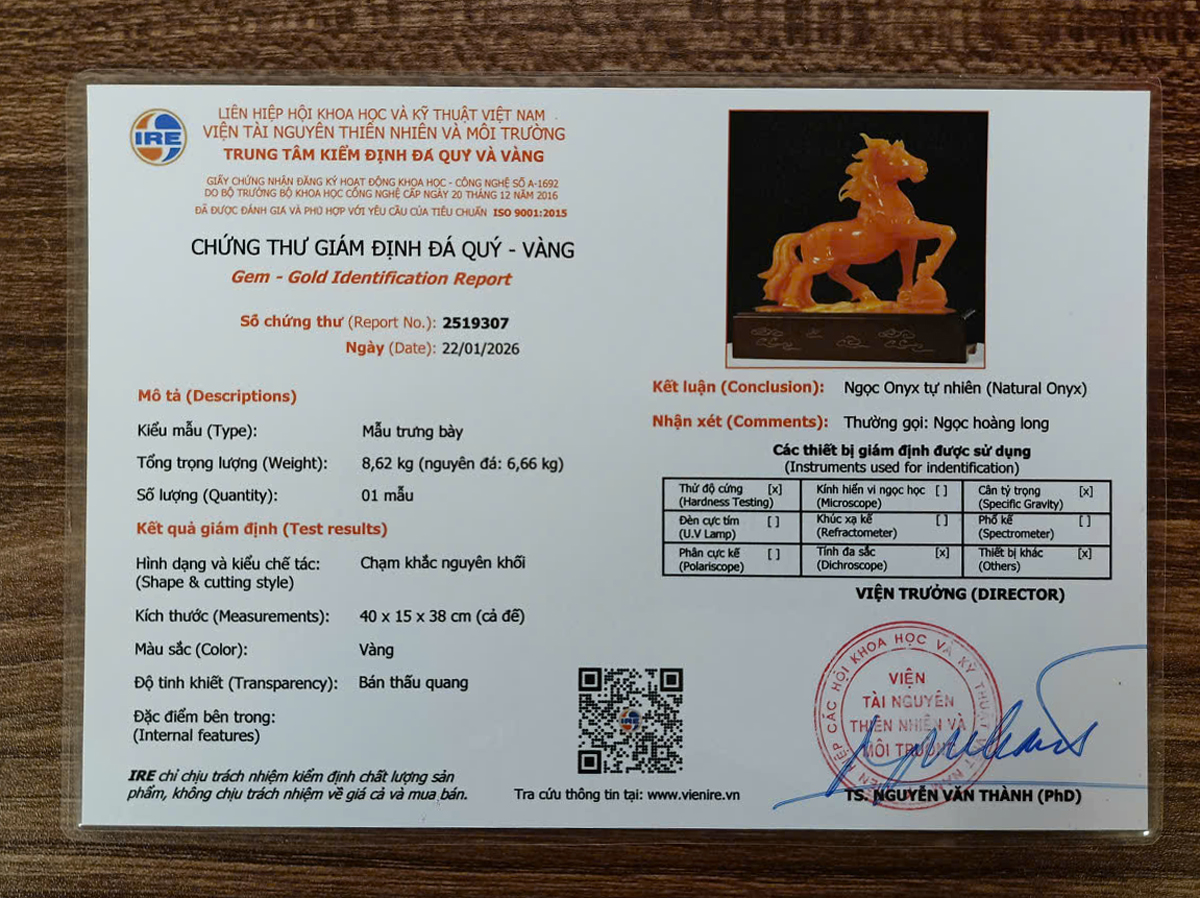 IRE
LIÊN HIỆP HỘI KHOA HỌC VÀ KỸ THUẬT VIỆT NAM
VIỆN TÀI NGUYÊN THIÊN NHIÊN VÀ MÔI TRƯỜNG
TRUNG TÂM KIỂM ĐỊNH ĐÁ QUÝ VÀ VÀNG
GIẤY CHỨNG NHẬN ĐĂNG KÝ HOẠT ĐỘNG KHOA HỌC - CÔNG NGHỆ SỐ A-1692
DO BỘ TRƯỞNG BỘ KHOA HỌC CÔNG NGHỆ CẤP NGÀY 20 THÁNG 12 NĂM 2016
ĐÃ ĐƯỢC ĐÁNH GIÁ VÀ PHÙ HỢP VỚI YÊU CẦU CỦA TIÊU CHUẨN ISO 9001:2015
CHỨNG THƯ GIÁM ĐỊNH ĐÁ QUÝ - VÀNG
Gem - Gold Identification Report
Số chứng thư (Report No.): 2519307
Ngày (Date): 22/01/2026
Mô tả (Descriptions)
Kiểu mẫu (Type): Mẫu trưng bày
Tổng trọng lượng (Weight): 8,62 kg (nguyên đá: 6,66 kg)
Số lượng (Quantity): 01 mẫu
Kết quả giám định (Test results)
Hình dạng và kiểu chế tác: Chạm khắc nguyên khối
(Shape & cutting style)
Kích thước (Measurements): 40 x 15 x 38 cm (cả đế)
Màu sắc (Color): Vàng
Độ tinh khiết (Transparency): Bán thấu quang
Đặc điểm bên trong:
(Internal features)
IRE chỉ chịu trách nhiệm kiểm định chất lượng sản
phẩm, không chịu trách nhiệm về giá cả và mua bán.
Tra cứu thông tin tại: www.vienire.vn
Kết luận (Conclusion): Ngọc Onyx tự nhiên (Natural Onyx)
Nhận xét (Comments): Thường gọi: Ngọc hoàng long
Các thiết bị giám định được sử dụng
(Instruments used for indentification)
Thử độ cứng [x] Kính hiển vi ngọc học [ ] Cân tỷ trọng [x]
(Hardness Testing) (Microscope) (Specific Gravity)
Đèn cực tím [ ] Khúc xạ kế [ ] Phổ kế [ ]
(U.V Lamp) (Refractometer) (Spectrometer)
Phân cực kế [ ] Tính đa sắc [x] Thiết bị khác [x]
(Polariscope) (Dichroscope) (Others)
VIỆN TRƯỞNG (DIRECTOR)
CÁC HỘI KHOA HỌC VÀ KỸ THUẬT
VIỆN
TÀI NGUYÊN
THIÊN NHIÊN VÀ
MÔI TRƯỜNG
TS. NGUYỄN VĂN THÀNH (PhD)